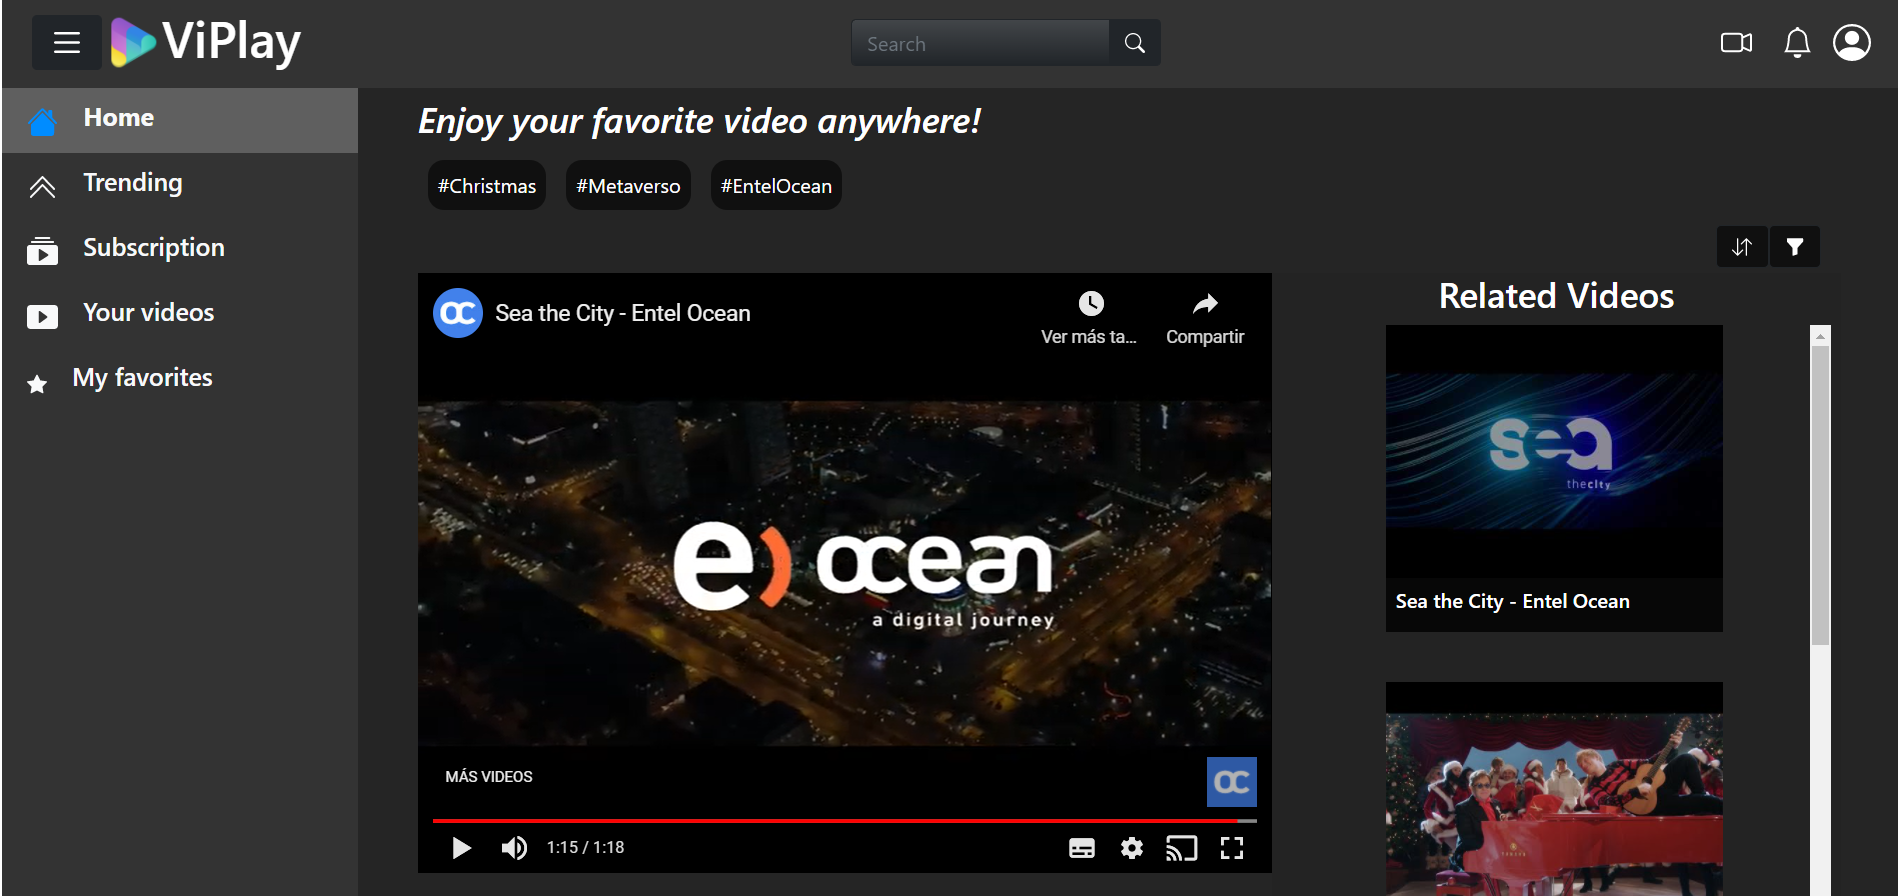 ViPlay
Search
Home
Trending
Subscription
Your videos
My favorites
Enjoy your favorite video anywhere!
#Christmas
#Metaverso
#EntelOcean
OC
Sea the City - Entel Ocean
Ver más ta...
Compartir
e) ocean
a digital journey
MÁS VIDEOS
OC
1:15 / 1:18
Related Videos
sea
thecity
Sea the City - Entel Ocean
YAMAHA